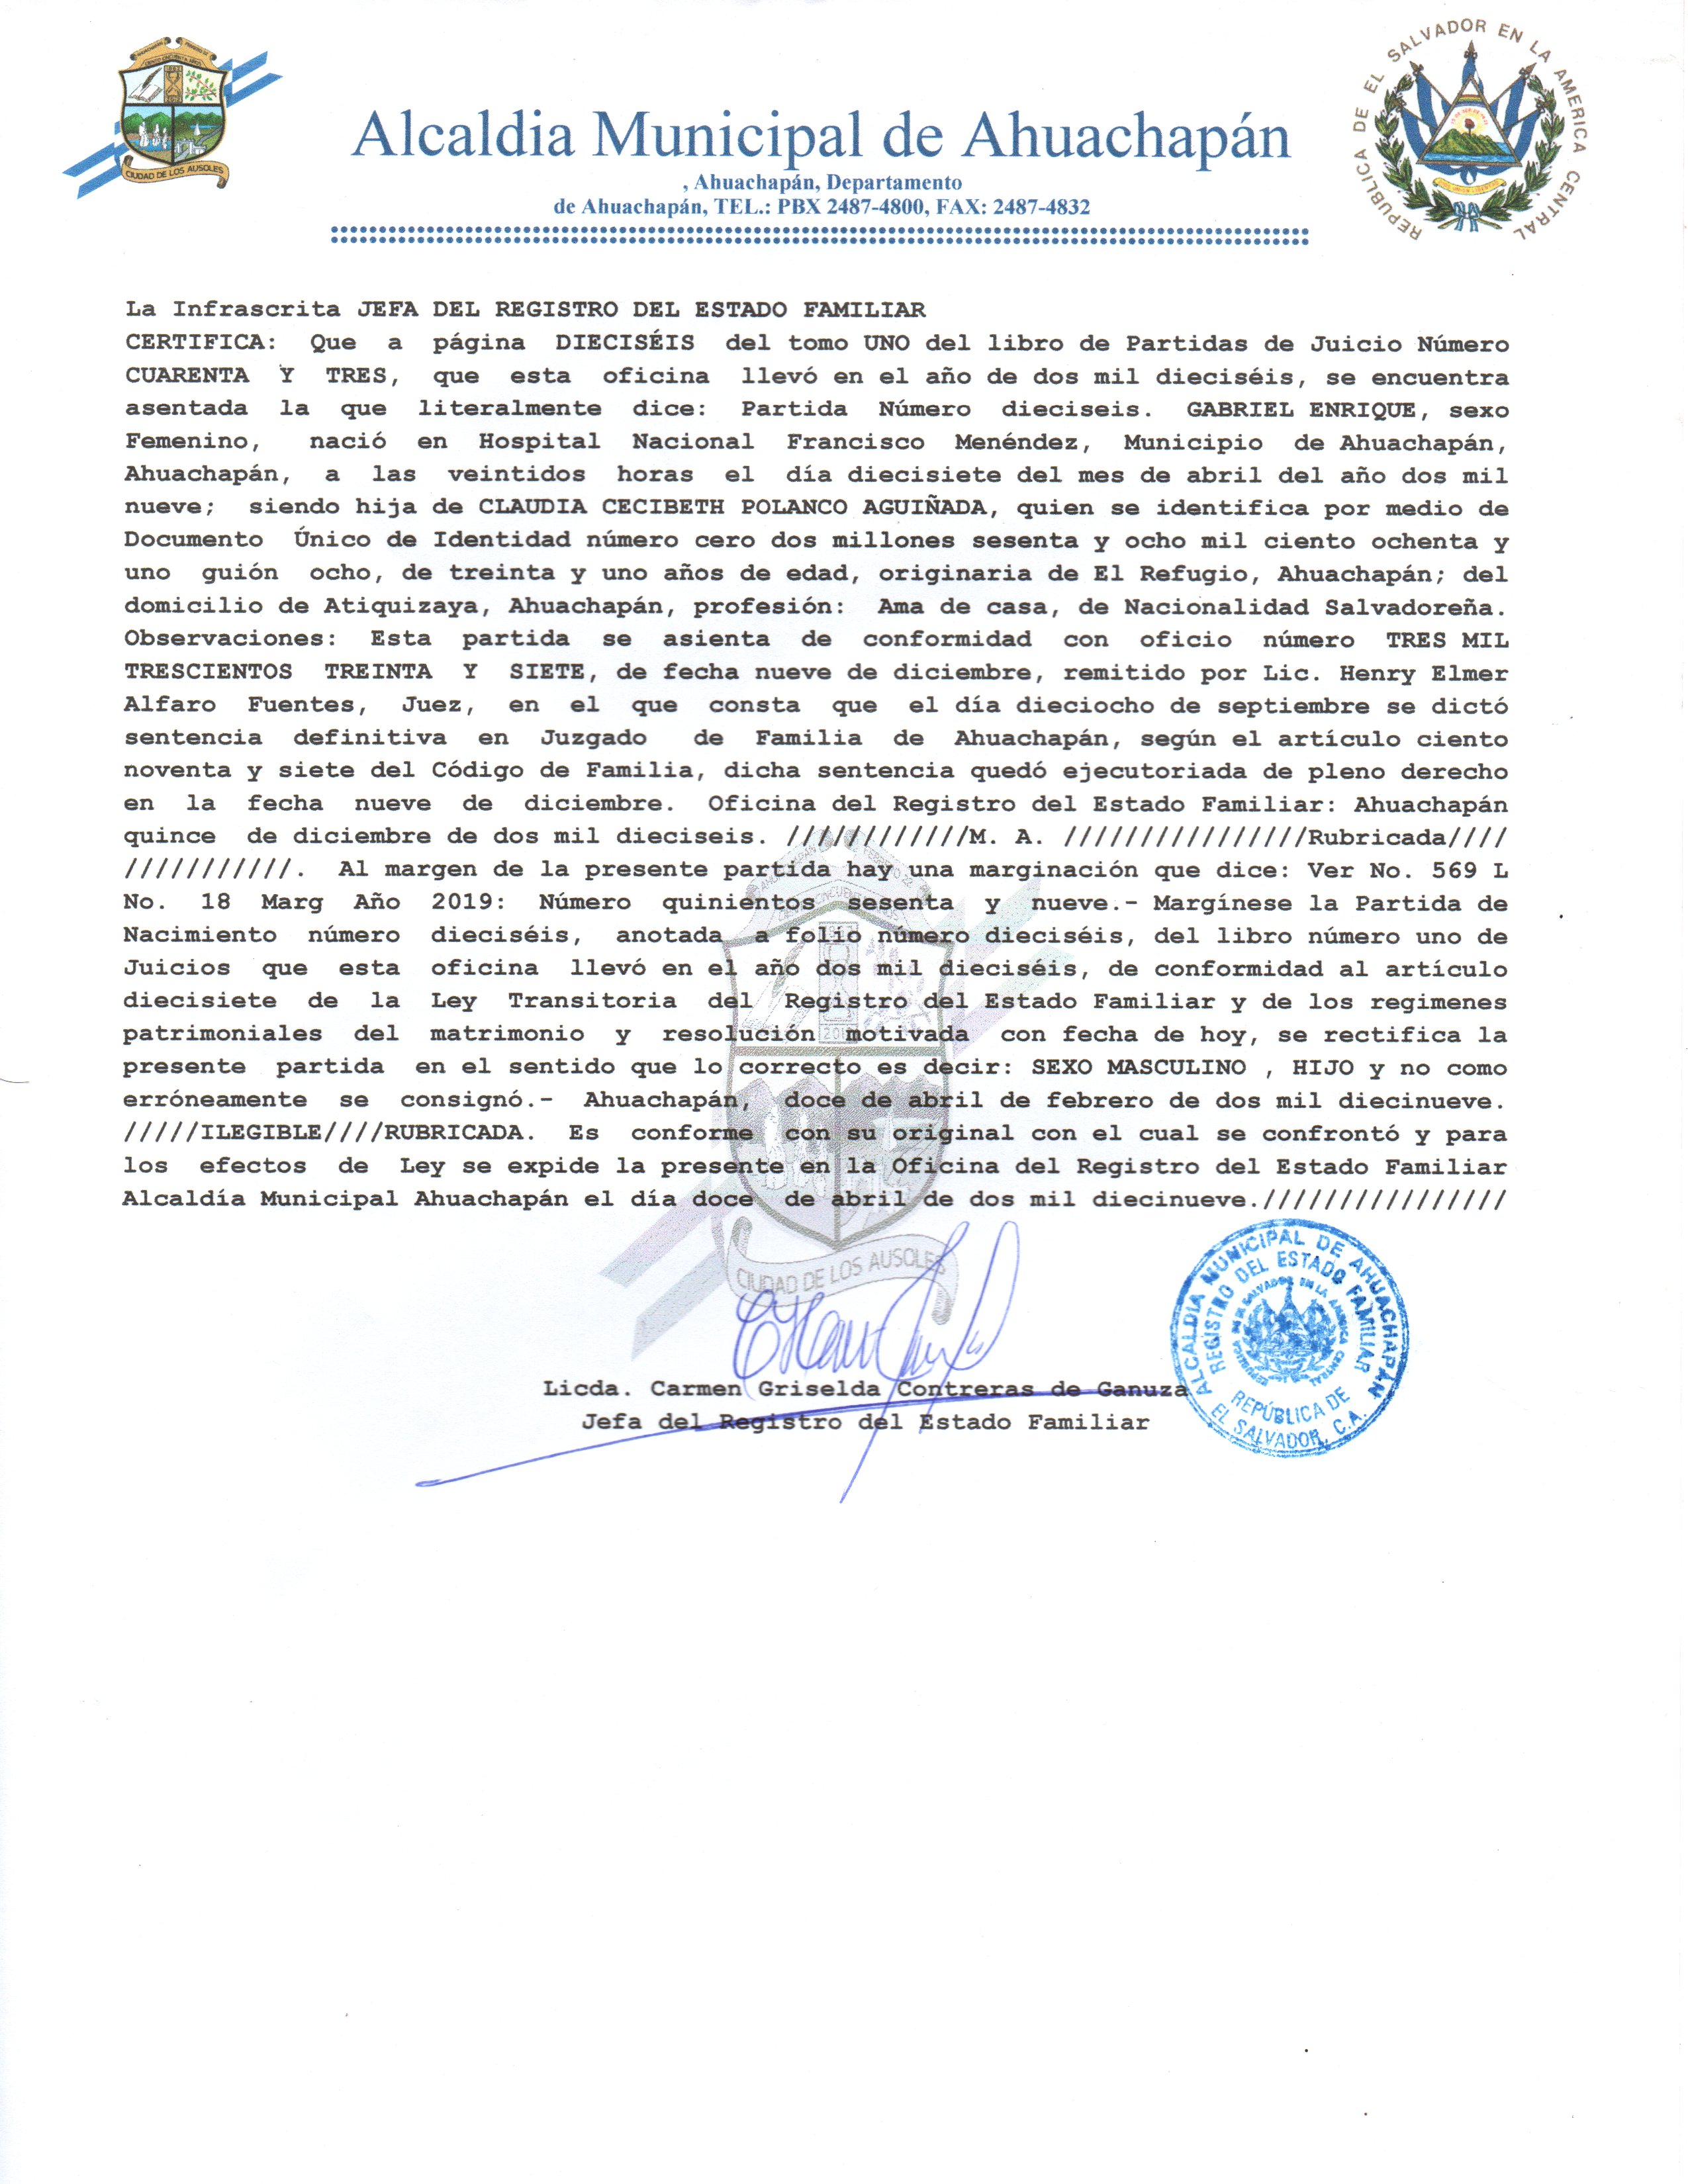 REPUBLICA DE EL SALVADOR EN LA AMERICA CENTRAL
CIUDAD DE LOS AUSOLES
Alcaldia Municipal de Ahuachapán
, Ahuachapán, Departamento
de Ahuachapán, TEL.: PBX 2487-4800, FAX: 2487-4832
La Infrascrita JEFA DEL REGISTRO DEL ESTADO FAMILIAR
CERTIFICA: Que a página DIECISÉIS del tomo UNO del libro de Partidas de Juicio Número
CUARENTA Y TRES, que esta oficina llevó en el año de dos mil dieciséis, se encuentra
asentada la que literalmente dice: Partida Número dieciseis. GABRIEL ENRIQUE, sexo
Femenino, nació en Hospital Nacional Francisco Menéndez, Municipio de Ahuachapán,
Ahuachapán, a las veintidos horas el día diecisiete del mes de abril del año dos mil
nueve; siendo hija de CLAUDIA CECIBETH POLANCO AGUIÑADA, quien se identifica por medio de
Documento Único de Identidad número cero dos millones sesenta y ocho mil ciento ochenta y
uno guión ocho, de treinta y uno años de edad, originaria de El Refugio, Ahuachapán; del
domicilio de Atiquizaya, Ahuachapán, profesión: Ama de casa, de Nacionalidad Salvadoreña.
Observaciones: Esta partida se asienta de conformidad con oficio número TRES MIL
TRESCIENTOS TREINTA Y SIETE, de fecha nueve de diciembre, remitido por Lic. Henry Elmer
Alfaro Fuentes, Juez, en el que consta que el día dieciocho de septiembre se dictó
sentencia definitiva en Juzgado de Familia de Ahuachapán, según el artículo ciento
noventa y siete del Código de Familia, dicha sentencia quedó ejecutoriada de pleno derecho
en la fecha nueve de diciembre. Oficina del Registro del Estado Familiar: Ahuachapán
quince de diciembre de dos mil dieciseis. ////////////M. A. ////////////////Rubricada////
///////////. Al margen de la presente partida hay una marginación que dice: Ver No. 569 L
No. 18 Marg Año 2019: Número quinientos sesenta y nueve.- Margínese la Partida de
Nacimiento número dieciséis, anotada a folio número dieciséis, del libro número uno de
Juicios que esta oficina llevó en el año dos mil dieciséis, de conformidad al artículo
diecisiete de la Ley Transitoria del Registro del Estado Familiar y de los regimenes
patrimoniales del matrimonio y resolución motivada con fecha de hoy, se rectifica la
presente partida en el sentido que lo correcto es decir: SEXO MASCULINO , HIJO y no como
erróneamente se consignó.- Ahuachapán, doce de abril de febrero de dos mil diecinueve.
/////ILEGIBLE////RUBRICADA. Es conforme con su original con el cual se confrontó y para
los efectos de Ley se expide la presente en la Oficina del Registro del Estado Familiar
Alcaldía Municipal Ahuachapán el día doce de abril de dos mil diecinueve.////////////////
CIUDAD DE LOS AUSOLES
Licda. Carmen Griselda Contreras de Ganuza
Jefa del Registro del Estado Familiar
ALCALDIA MUNICIPAL DE AHUACHAPÁN
REGISTRO DEL ESTADO FAMILIAR
REPÚBLICA DE
EL SALVADOR, C.A.